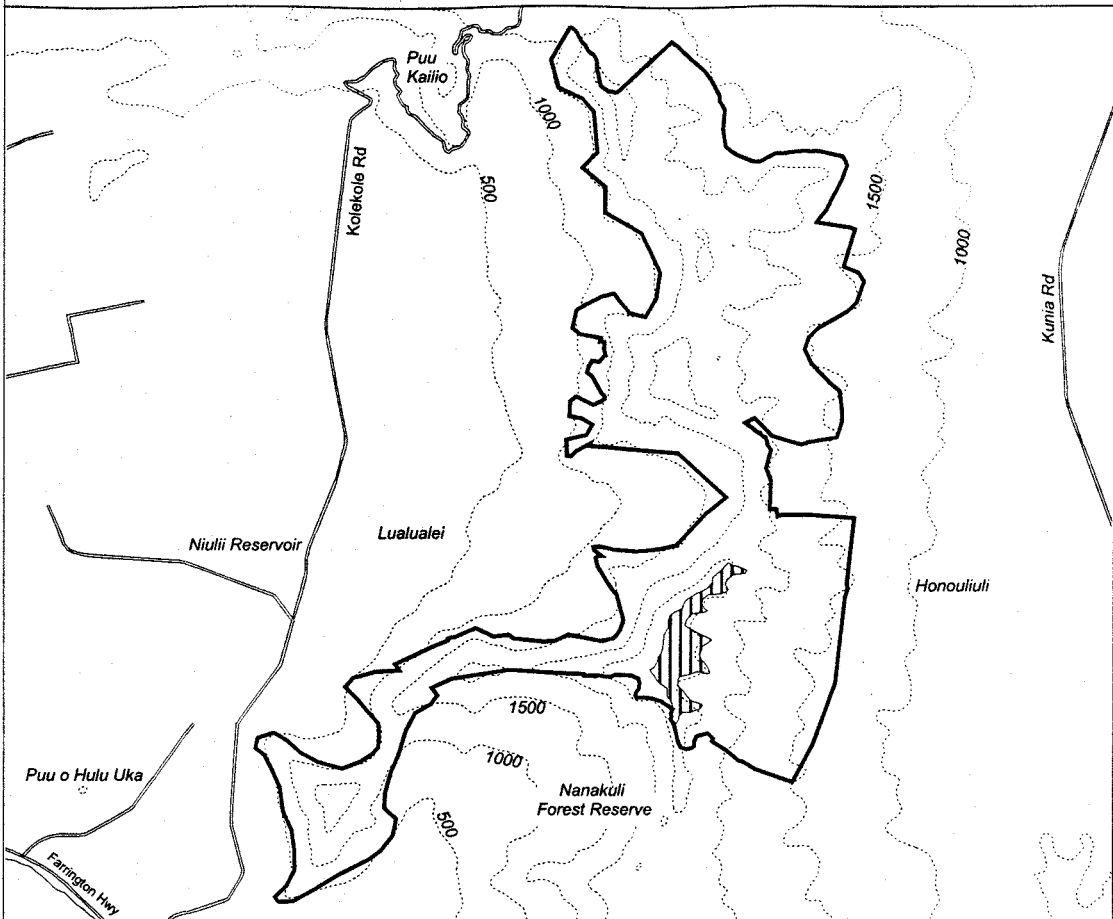 Puu
Kailio
1000
500
Kolekole Rd
1500
1000
Kunia Rd
Niulii Reservoir
Lualualei
Honouliuli
1500
1000
Puu o Hulu Uka
Nanakuli
Forest Reserve
500
Farrington Hwy